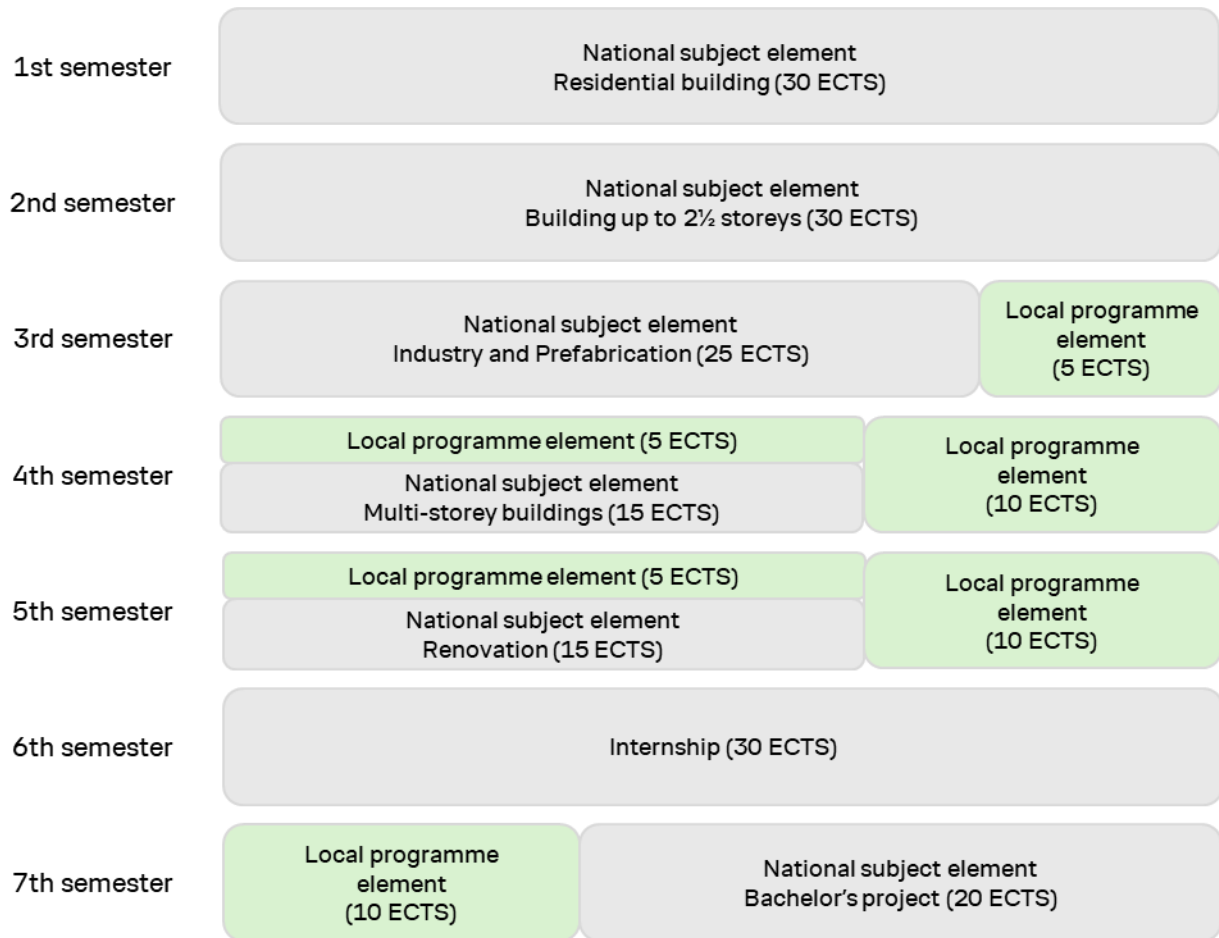 1st semester
National subject element
Residential building (30 ECTS)
2nd semester
National subject element
Building up to 2½ storeys (30 ECTS)
3rd semester
National subject element
Industry and Prefabrication (25 ECTS)
Local programme
element
(5 ECTS)
4th semester
Local programme element (5 ECTS)
National subject element
Multi-storey buildings (15 ECTS)
Local programme
element
(10 ECTS)
5th semester
Local programme element (5 ECTS)
National subject element
Renovation (15 ECTS)
Local programme
element
(10 ECTS)
6th semester
Internship (30 ECTS)
7th semester
Local programme
element
(10 ECTS)
National subject element
Bachelor’s project (20 ECTS)